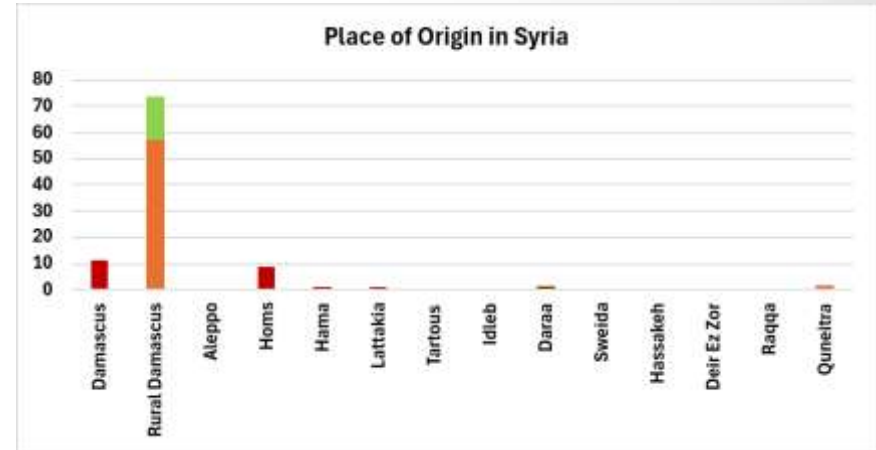 Place of Origin in Syria
80
70
60
50
40
30
20
10
0
Damascus
Rural Damascus
Aleppo
Homs
Hama
Lattakia
Tartous
Idleb
Daraa
Sweida
Hassakeh
Deir Ez Zor
Raqqa
Quneitra